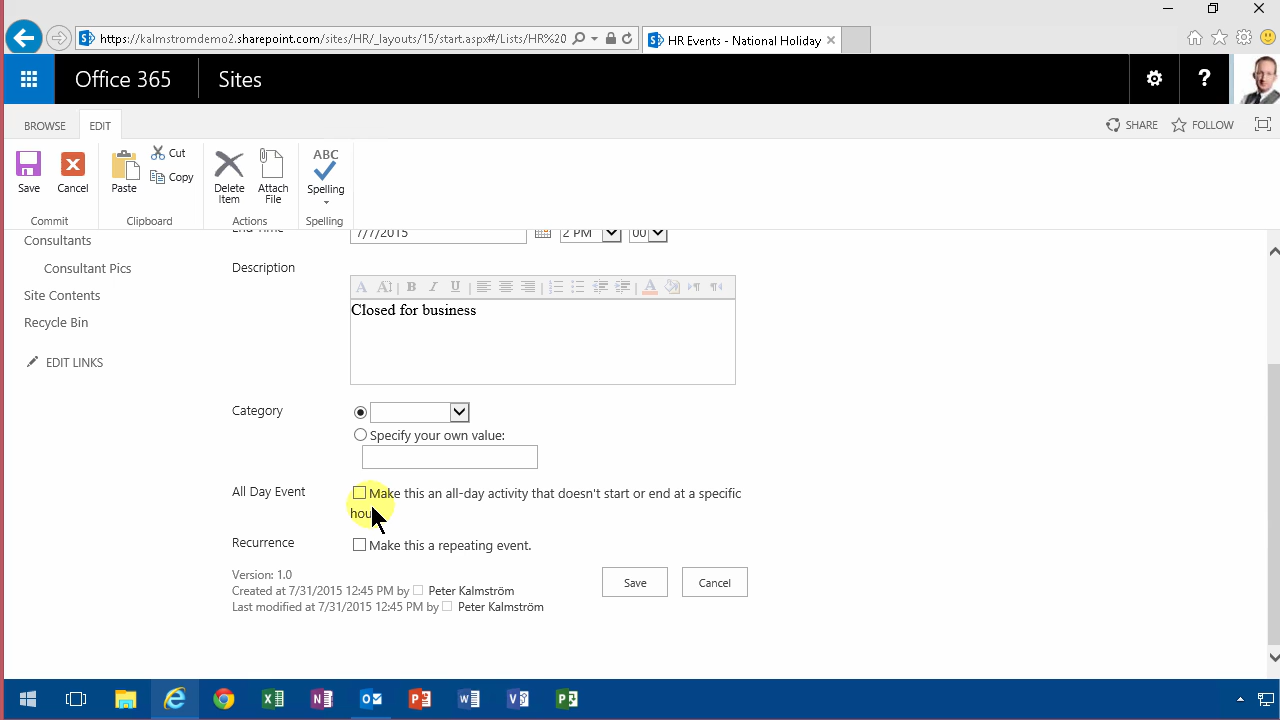 https://kalmstromdemo2.sharepoint.com/sites/HR/_layouts/15/start.aspx#/Lists/HR%20
HR Events - National Holiday
Office 365
Sites
?
BROWSE
EDIT
SHARE
FOLLOW
Save
Cancel
Paste
Cut
Copy
Delete Item
Attach File
ABC
Spelling
Commit
Clipboard
Actions
Spelling
Consultants
Consultant Pics
Site Contents
Recycle Bin
EDIT LINKS
End Time
7/7/2015
2 PM
00
Description
B I U
Closed for business
Category
Specify your own value:
All Day Event
Make this an all-day activity that doesn't start or end at a specific
Recurrence
Make this a repeating event.
Version: 1.0
Created at 7/31/2015 12:45 PM by Peter Kalmström
Last modified at 7/31/2015 12:45 PM by Peter Kalmström
Save
Cancel